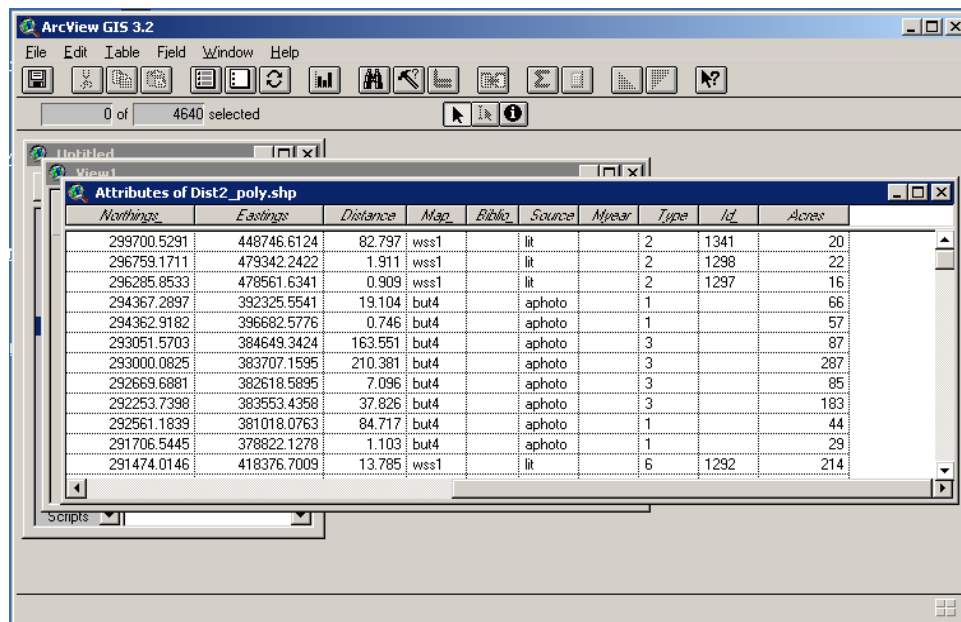 ArcView GIS 3.2
File Edit Table Field Window Help
0 of 4640 selected
Untitled
View1
Attributes of Dist2_poly.shp
Northings_ Eastings Distance Map_ Biblio_ Source Myear Type Id_ Acres
299700.5291 448746.6124 82.797 wss1 lit 2 1341 20
296759.1711 479342.2422 1.911 wss1 lit 2 1298 22
296285.8533 478561.6341 0.909 wss1 lit 2 1297 16
294367.2897 392325.5541 19.104 but4 aphoto 1 66
294362.9182 396682.5776 0.746 but4 aphoto 1 57
293051.5703 384649.3424 163.551 but4 aphoto 3 87
293000.0825 383707.1595 210.381 but4 aphoto 3 287
292669.6881 382618.5895 7.096 but4 aphoto 3 85
292253.7398 383553.4358 37.826 but4 aphoto 3 183
292561.1839 381018.0763 84.717 but4 aphoto 1 44
291706.5445 378822.1278 1.103 but4 aphoto 1 29
291474.0146 418376.7009 13.785 wss1 lit 6 1292 214
Scripts